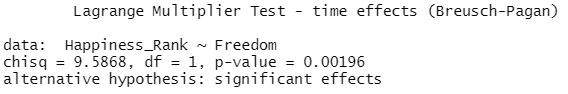 Lagrange Multiplier Test - time effects (Breusch-Pagan)
data:  Happiness_Rank ~ Freedom
chisq = 9.5868, df = 1, p-value = 0.00196
alternative hypothesis: significant effects